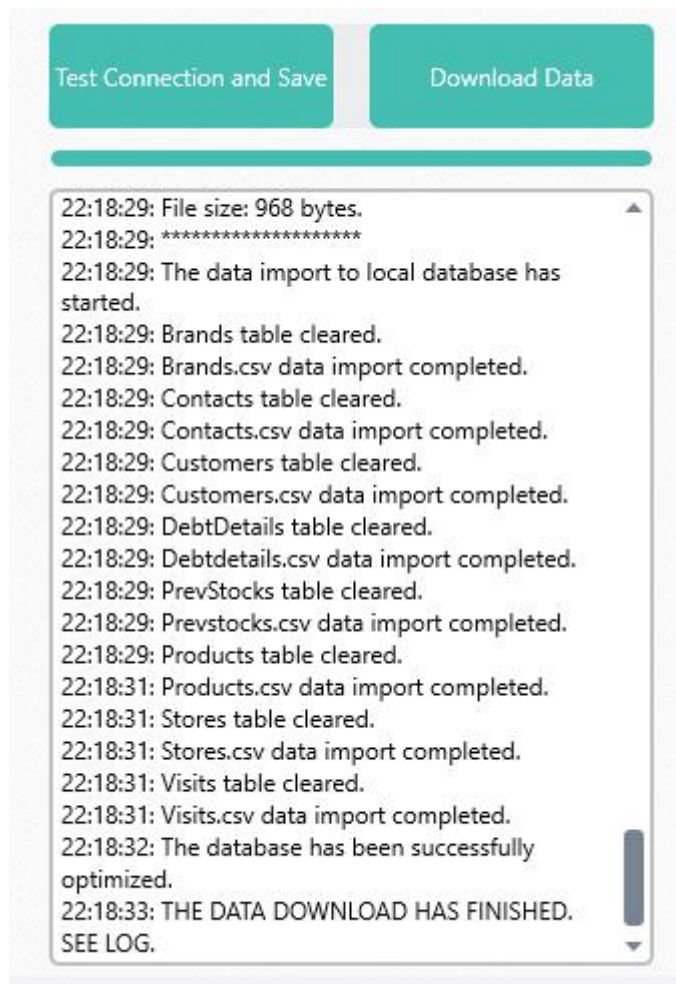 Test Connection and Save
Download Data
22:18:29: File size: 968 bytes.
22:18:29: ********************
22:18:29: The data import to local database has
started.
22:18:29: Brands table cleared.
22:18:29: Brands.csv data import completed.
22:18:29: Contacts table cleared.
22:18:29: Contacts.csv data import completed.
22:18:29: Customers table cleared.
22:18:29: Customers.csv data import completed.
22:18:29: DebtDetails table cleared.
22:18:29: Debtdetails.csv data import completed.
22:18:29: PrevStocks table cleared.
22:18:29: Prevstocks.csv data import completed.
22:18:29: Products table cleared.
22:18:31: Products.csv data import completed.
22:18:31: Stores table cleared.
22:18:31: Stores.csv data import completed.
22:18:31: Visits table cleared.
22:18:31: Visits.csv data import completed.
22:18:32: The database has been successfully
optimized.
22:18:33: THE DATA DOWNLOAD HAS FINISHED.
SEE LOG.